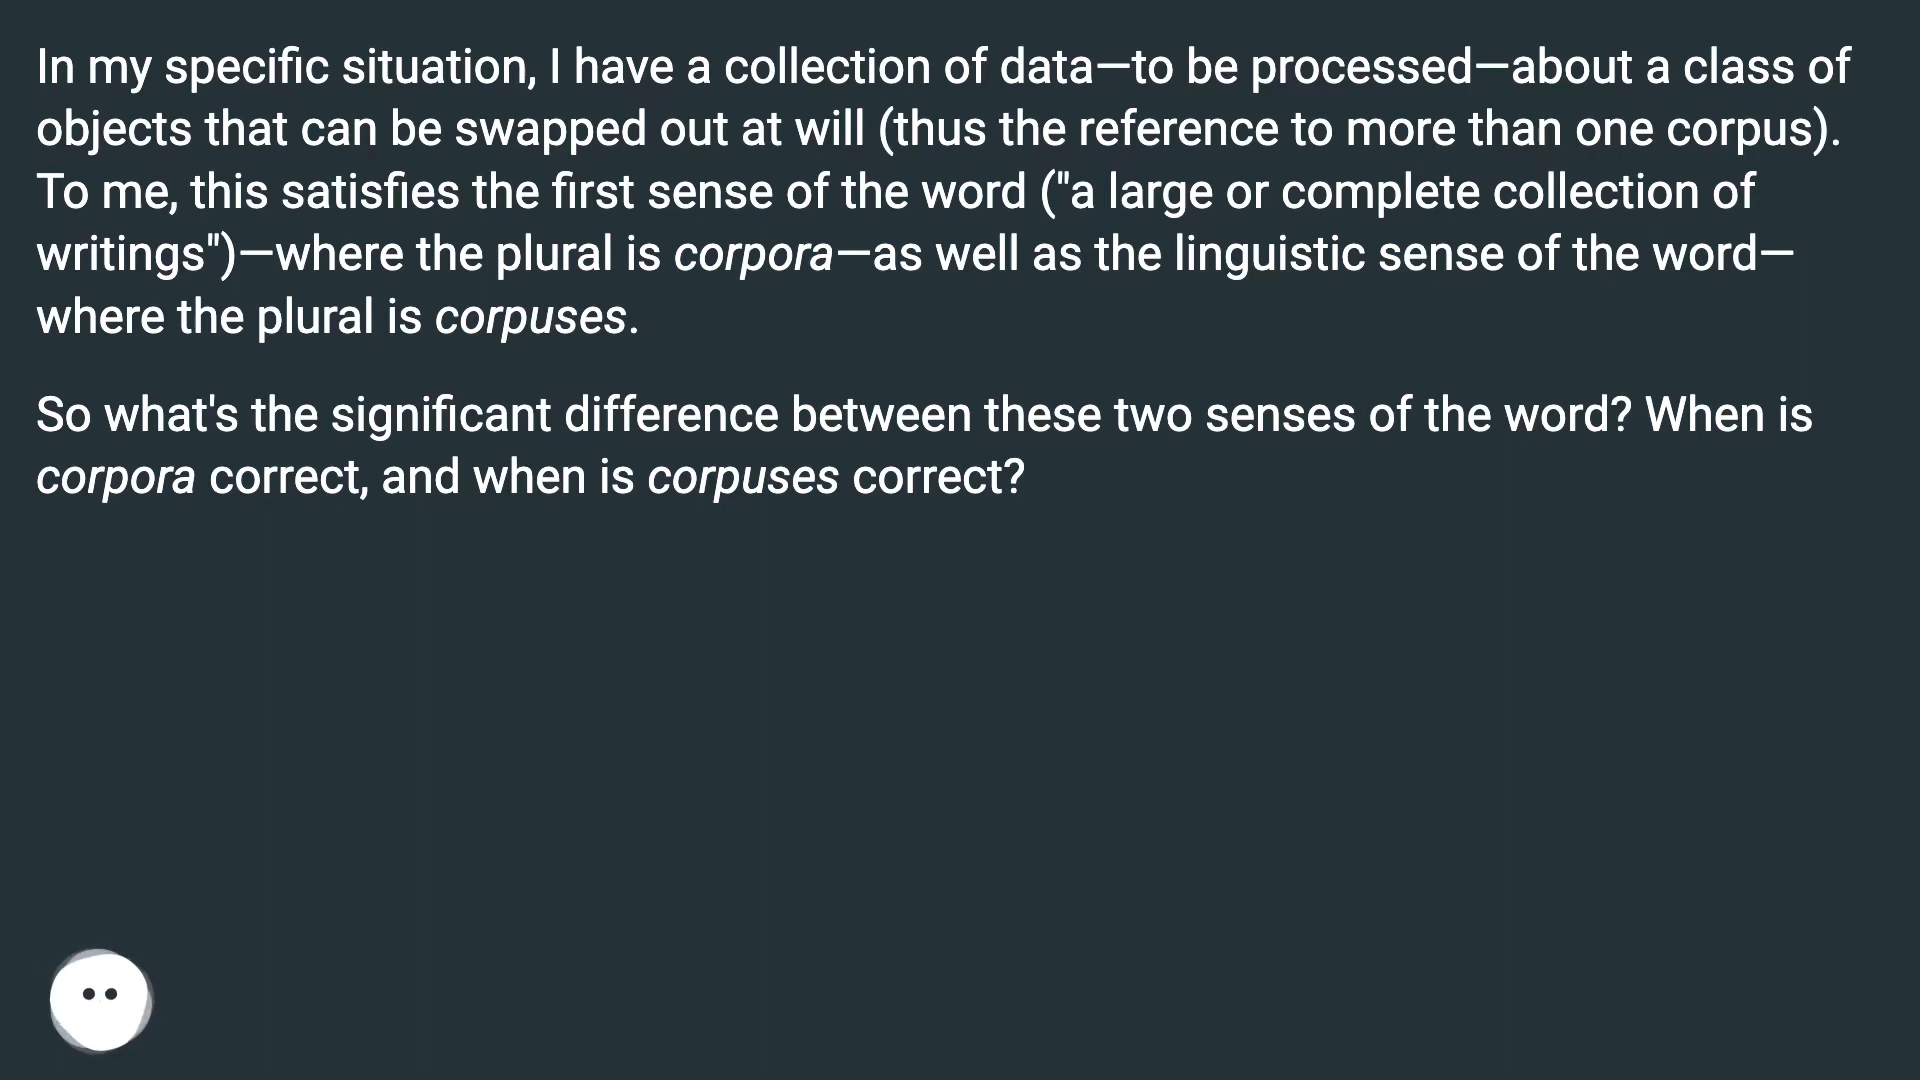 In my specific situation, I have a collection of data—to be processed—about a class of
objects that can be swapped out at will (thus the reference to more than one corpus).
To me, this satisfies the first sense of the word ("a large or complete collection of
writings")—where the plural is corpora—as well as the linguistic sense of the word—
where the plural is corpuses.
So what's the significant difference between these two senses of the word? When is
corpora correct, and when is corpuses correct?